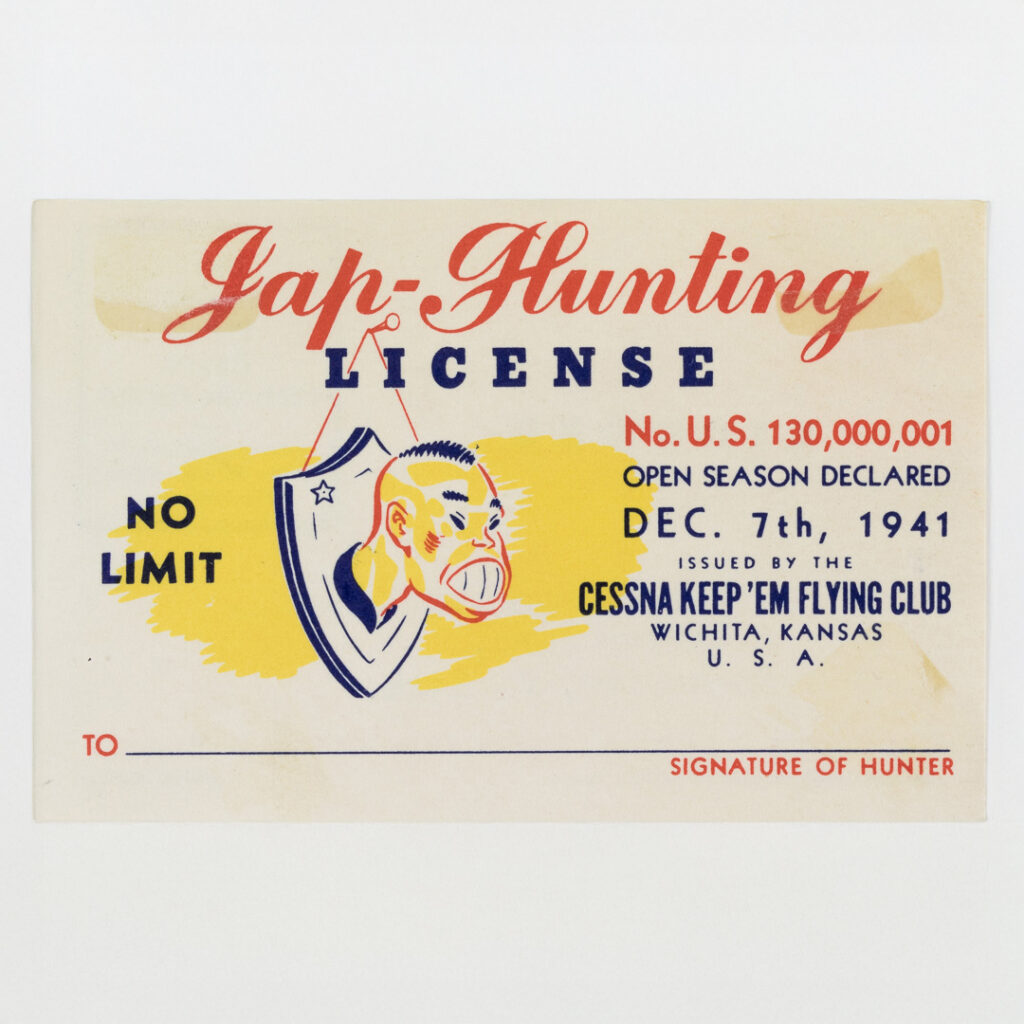 Jap-Hunting
LICENSE
No. U.S. 130,000,001
OPEN SEASON DECLARED
DEC. 7th, 1941
ISSUED BY THE
CESSNA KEEP 'EM FLYING CLUB
WICHITA, KANSAS
U. S. A.
NO
LIMIT
TO
SIGNATURE OF HUNTER